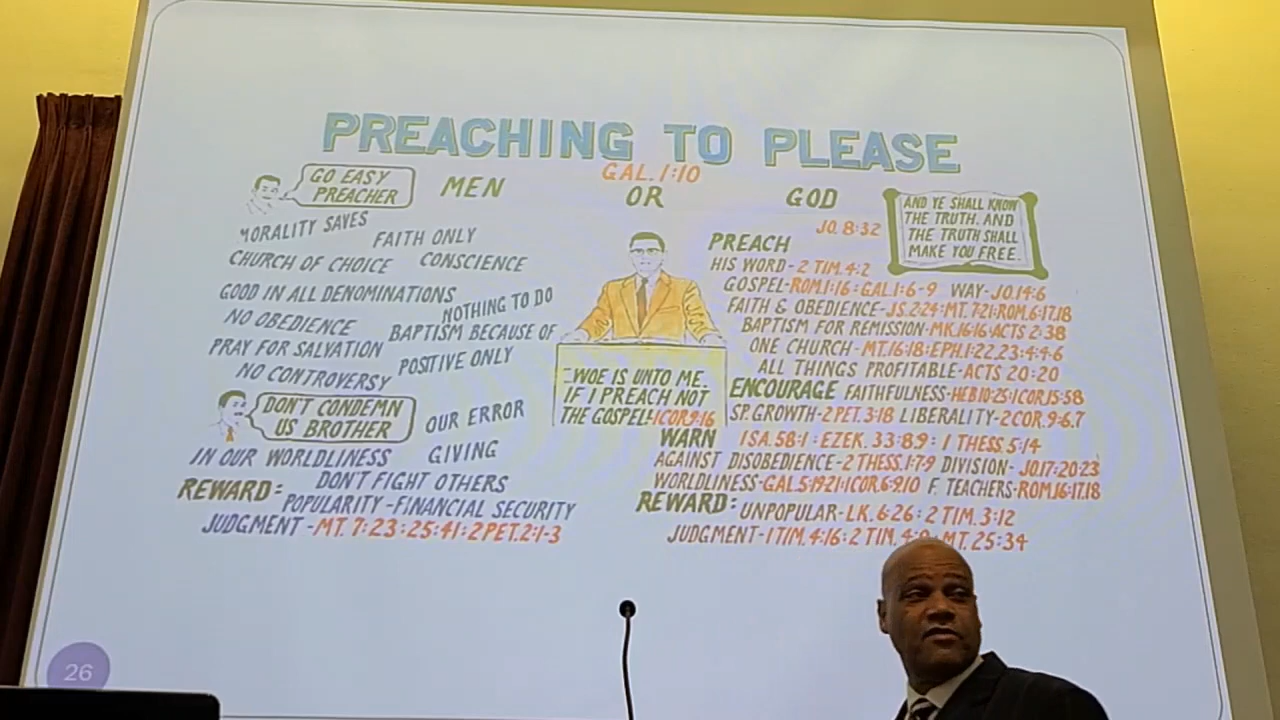 PREACHING TO PLEASE
GAL. 1:10
MEN OR GOD
GO EASY
PREACHER
MORALITY SAVES
FAITH ONLY
CHURCH OF CHOICE
CONSCIENCE
GOOD IN ALL DENOMINATIONS
NOTHING TO DO
NO OBEDIENCE
BAPTISM BECAUSE OF
PRAY FOR SALVATION
POSITIVE ONLY
NO CONTROVERSY
DON'T CONDEMN
US BROTHER
OUR ERROR
IN OUR WORLDLINESS
GIVING
DON'T FIGHT OTHERS
REWARD:
POPULARITY - FINANCIAL SECURITY
JUDGMENT - MT. 7:23 : 25:41 : 2 PET. 2:1-3
WOE IS UNTO ME.
IF I PREACH NOT
THE GOSPEL! I COR 9:16
JO. 8:32
AND YE SHALL KNOW
THE TRUTH. AND
THE TRUTH SHALL
MAKE YOU FREE.
PREACH
HIS WORD - 2 TIM. 4:2
GOSPEL - ROM. 1:16 : GAL. 1:6-9 WAY - JO. 14:6
FAITH & OBEDIENCE - JS. 2:24 : MT. 7:21 : ROM. 6:17,18
BAPTISM FOR REMISSION - MK. 16:16 : ACTS 2:38
ONE CHURCH - MT. 16:18 : EPH. 1:22,23 : 4:4-6
ALL THINGS PROFITABLE - ACTS 20:20
ENCOURAGE FAITHFULNESS - HEB 10:25 : I COR. 15:58
SP. GROWTH - 2 PET. 3:18 LIBERALITY - 2 COR. 9:6,7
WARN ISA. 58:1 : EZEK. 33:8,9 : I THESS. 5:14
AGAINST DISOBEDIENCE - 2 THESS. 1:7-9 DIVISION - JO. 17:20-23
WORLDLINESS - GAL. 5:19-21 : I COR. 6:9,10 F. TEACHERS - ROM. 16:17,18
REWARD:
UNPOPULAR - LK. 6:26 : 2 TIM. 3:12
JUDGMENT - I TIM. 4:16 : 2 TIM. MT. 25:34
26